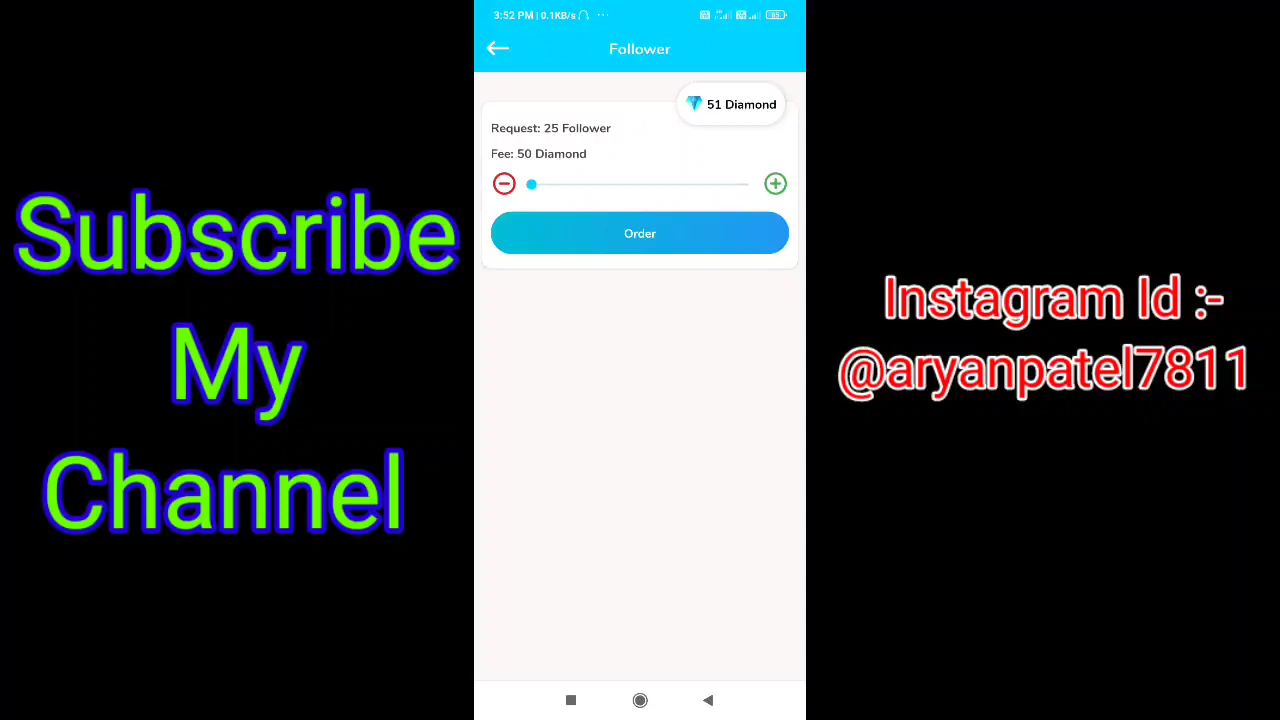 3:52 PM | 0.1KB/s
Follower
51 Diamond
Request: 25 Follower
Fee: 50 Diamond
Order
Subscribe
My
Channel
Instagram Id :-
@aryanpatel7811